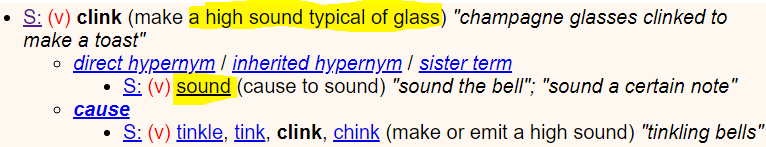 • S: (v) clink (make a high sound typical of glass) "champagne glasses clinked to
make a toast"
○ direct hypernym / inherited hypernym / sister term
• S: (v) sound (cause to sound) "sound the bell"; "sound a certain note"
○ cause
• S: (v) tinkle, tink, clink, chink (make or emit a high sound) "tinkling bells"